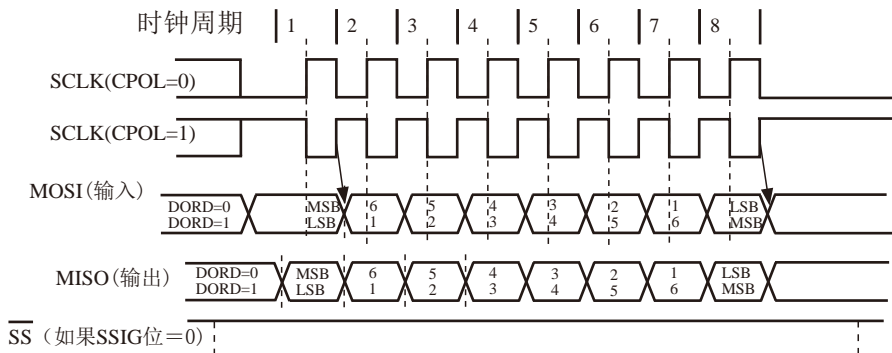 时钟周期 1 2 3 4 5 6 7 8
SCLK(CPOL=0)
SCLK(CPOL=1)
MOSI(输入)
DORD=0 MSB 6 5 4 3 2 1 LSB
DORD=1 LSB 1 2 3 4 5 6 MSB
MISO(输出)
DORD=0 MSB 6 5 4 3 2 1 LSB
DORD=1 LSB 1 2 3 4 5 6 MSB
SS（如果SSIG位＝0）